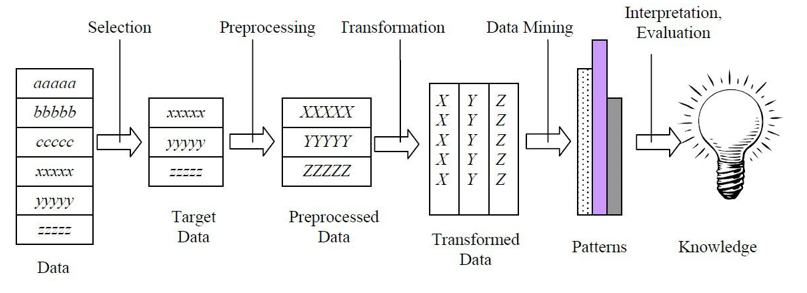 Selection
Preprocessing
Transformation
Data Mining
Interpretation,
Evaluation
aaaaa
bbbbb
ccccc
xxxxx
yyyyy
zzzzz
Data
xxxxx
yyyyy
zzzzz
Target
Data
XXXXX
YYYYY
ZZZZZ
Preprocessed
Data
X Y Z
X Y Z
X Y Z
X Y Z
X Y Z
Transformed
Data
Patterns
Knowledge